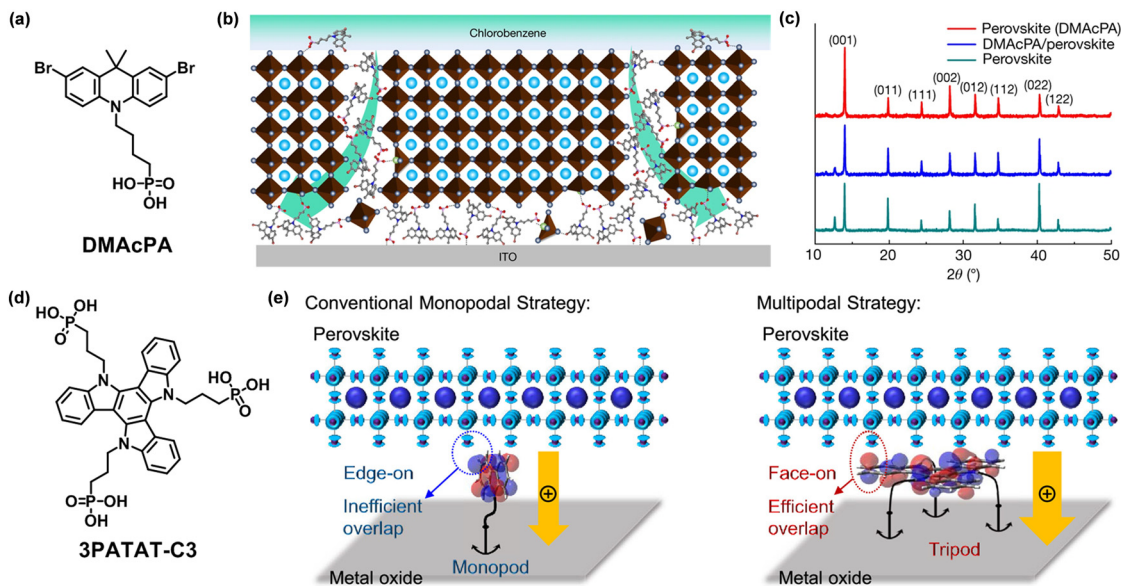 (a)
Br
Br
N
HO-P=O
OH
DMAcPA
(b)
Chlorobenzene
ITO
(c)
Perovskite (DMAcPA)
DMAcPA/perovskite
Perovskite
(001)
(011)
(111)
(002)
(012)
(112)
(022)
(122)
10
20
30
40
50
2θ (°)
(d)
OH
HO-P
O
N
N
OH
P-OH
O
N
O=P-OH
OH
3PATAT-C3
(e)
Conventional Monopodal Strategy:
Perovskite
Edge-on
Inefficient
overlap
Monopod
Metal oxide
Multipodal Strategy:
Perovskite
Face-on
Efficient
overlap
Tripod
Metal oxide